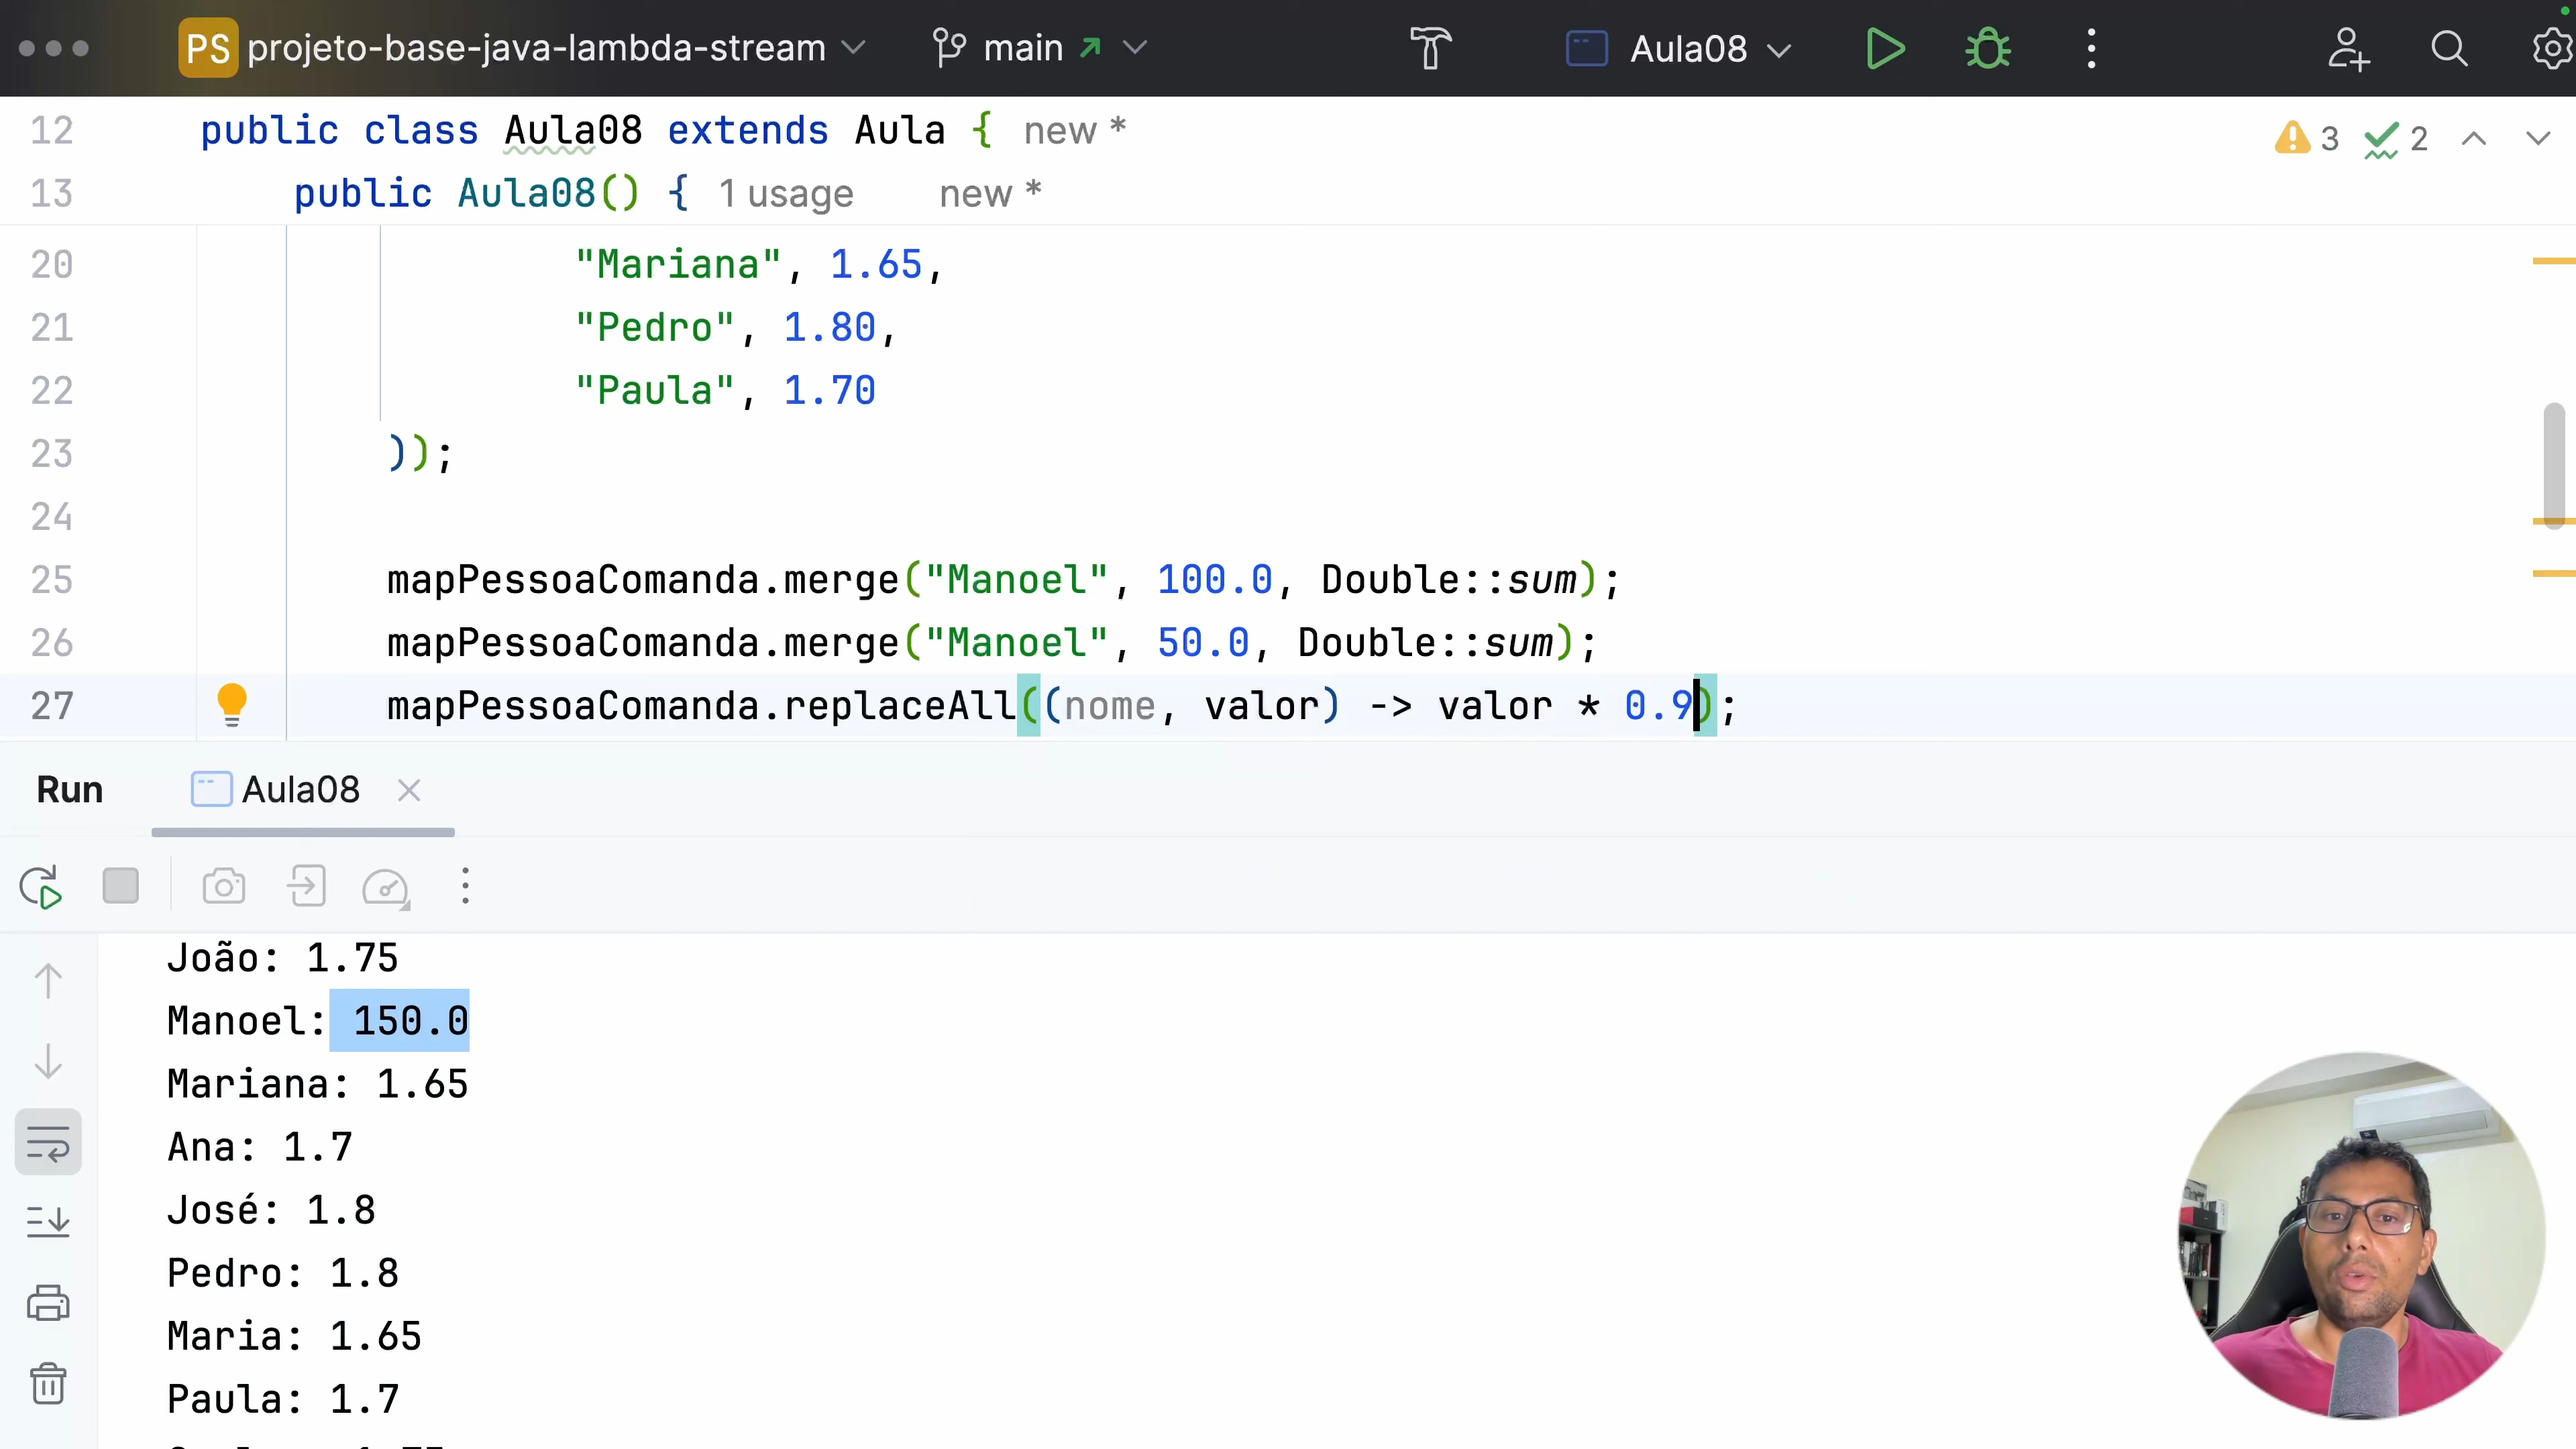 PS projeto-base-java-lambda-stream main Aula08
12 public class Aula08 extends Aula { new * 3 2
13 public Aula08() { 1 usage new *
20 "Mariana", 1.65,
21 "Pedro", 1.80,
22 "Paula", 1.70
23 ));
24
25 mapPessoaComanda.merge("Manoel", 100.0, Double::sum);
26 mapPessoaComanda.merge("Manoel", 50.0, Double::sum);
27 mapPessoaComanda.replaceAll((nome, valor) -> valor * 0.9);
Run Aula08
João: 1.75
Manoel: 150.0
Mariana: 1.65
Ana: 1.7
José: 1.8
Pedro: 1.8
Maria: 1.65
Paula: 1.7